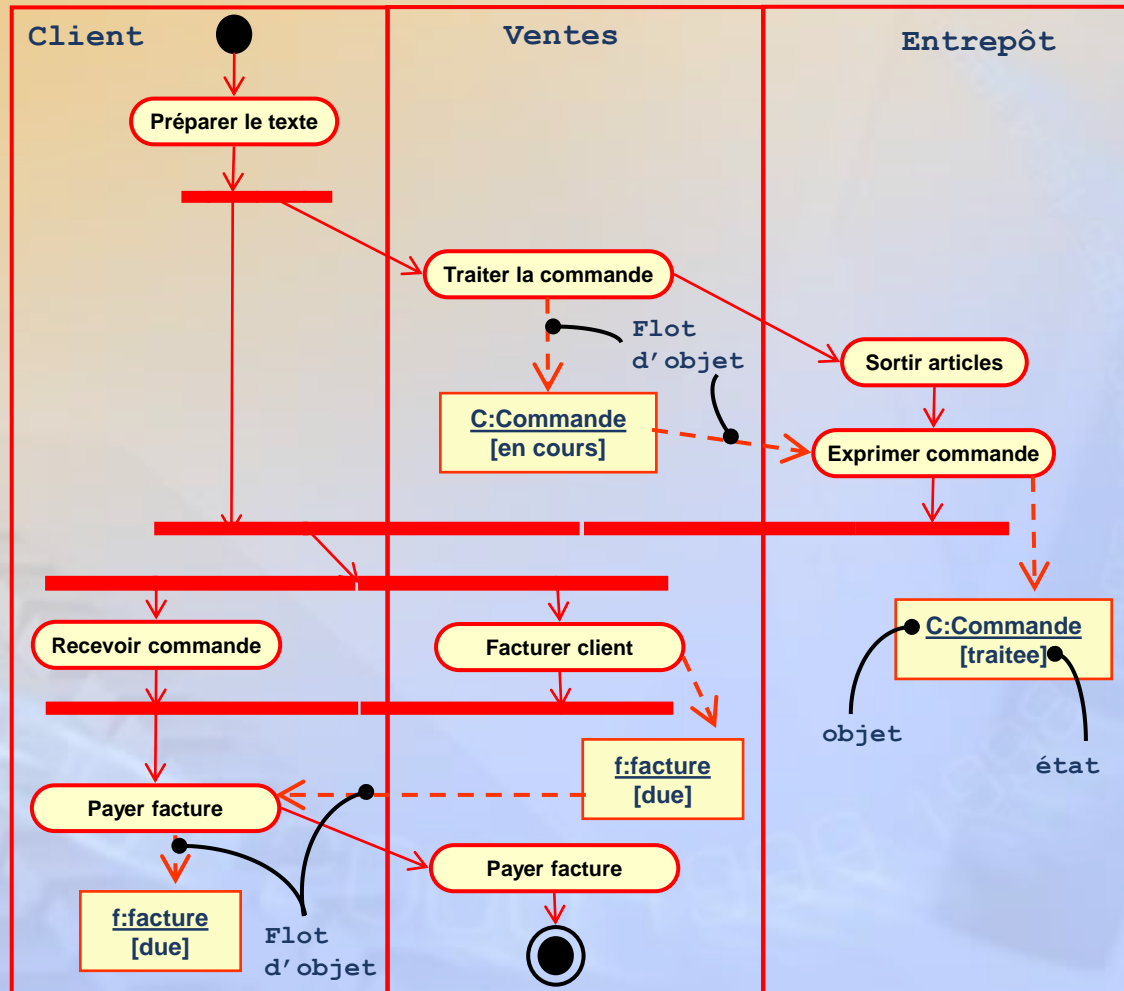 Client
Ventes
Entrepôt
Préparer le texte
Traiter la commande
Flot
d'objet
Sortir articles
C:Commande
[en cours]
Exprimer commande
C:Commande
[traitee]
Recevoir commande
Facturer client
objet
état
f:facture
[due]
Payer facture
Payer facture
f:facture
[due]
Flot
d'objet